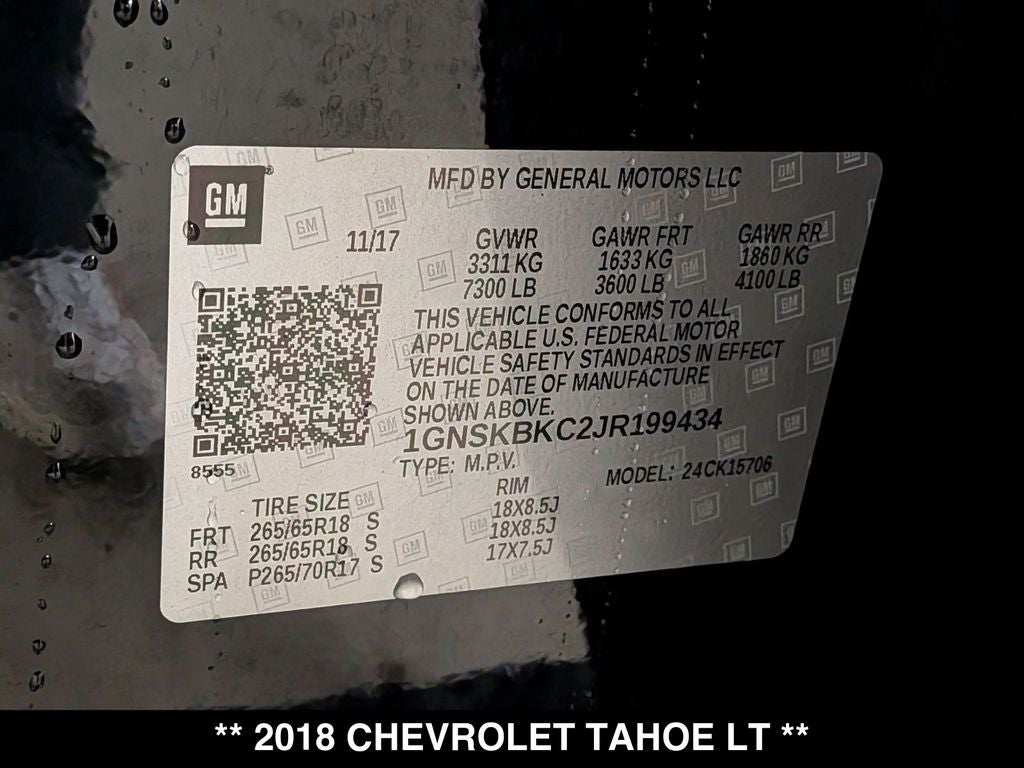 GM
MFD BY GENERAL MOTORS LLC
11/17 GVWR GAWR FRT GAWR RR
3311 KG 1633 KG 1860 KG
7300 LB 3600 LB 4100 LB
THIS VEHICLE CONFORMS TO ALL
APPLICABLE U.S. FEDERAL MOTOR
VEHICLE SAFETY STANDARDS IN EFFECT
ON THE DATE OF MANUFACTURE
SHOWN ABOVE.
1GNSKBKC2JR199434
8555
TYPE: M.P.V. MODEL: 24CK15706
TIRE SIZE RIM
FRT 265/65R18 S 18X8.5J
RR 265/65R18 S 18X8.5J
SPA P265/70R17 S 17X7.5J
** 2018 CHEVROLET TAHOE LT **